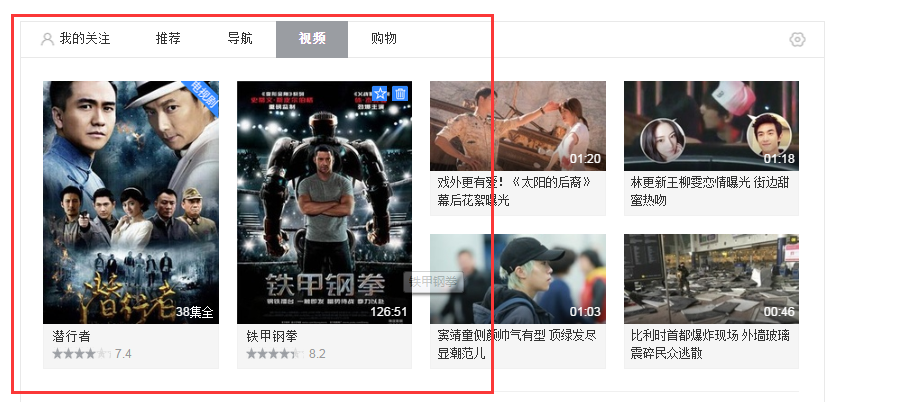 我的关注
推荐
导航
视频
购物
电视剧
潜行者
38集全
潜行者
7.4
铁甲钢拳
126:51
铁甲钢拳
铁甲钢拳
8.2
01:20
戏外更有爱!《太阳的后裔》
幕后花絮曝光
01:18
林更新王柳雯恋情曝光 街边甜
蜜热吻
01:03
窦靖童侧颜帅气有型 顶绿发尽
显潮范儿
00:46
比利时首都爆炸现场 外墙玻璃
震碎民众逃散